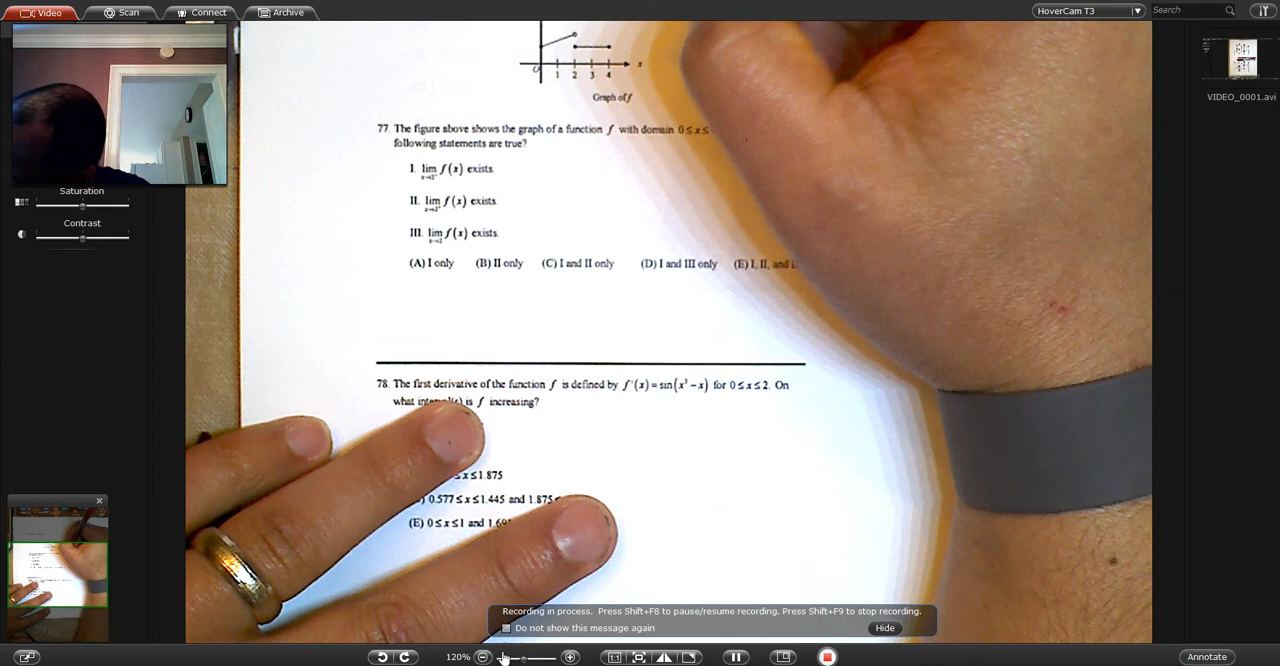 Video
Scan
Connect
Archive
HoverCam T3
Search
VIDEO_0001.avi
Saturation
Contrast
1 2 3 4 x
Graph of f
77. The figure above shows the graph of a function f with domain 0 ≤ x ≤
following statements are true?
I. lim f(x) exists.
II. lim f(x) exists.
III. lim f(x) exists.
(A) I only (B) II only (C) I and II only (D) I and III only (E) I, II, and
78. The first derivative of the function f is defined by f'(x) = sin(x³ − x) for 0 ≤ x ≤ 2. On
what is f increasing?
≤ x ≤ 1.875
0.577 ≤ x ≤ 1.445 and 1.875 ≤
(E) 0 ≤ x ≤ 1 and
Recording in process. Press Shift+F8 to pause/resume recording. Press Shift+F9 to stop recording.
Do not show this message again
Hide
120%
1:1
Annotate